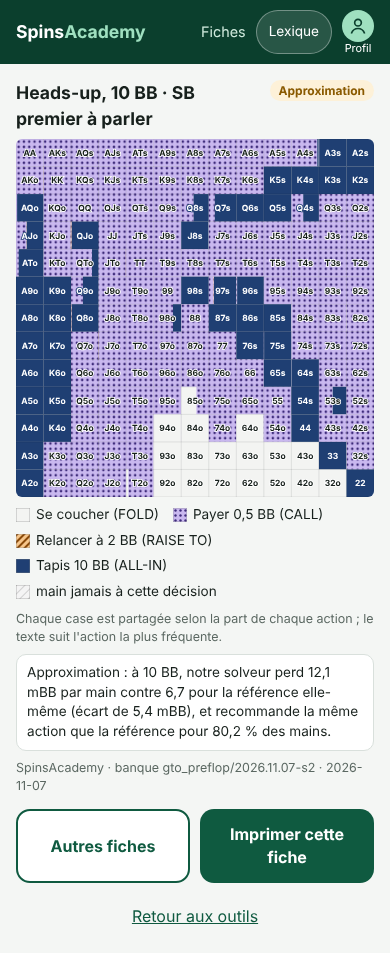 SpinsAcademy
Fiches
Lexique
Profil
Heads-up, 10 BB · SB
premier à parler
Approximation
AA AKs AQs AJs ATs A9s A8s A7s A6s A5s A4s A3s A2s
AKo KK KQs KJs KTs K9s K8s K7s K6s K5s K4s K3s K2s
AQo KQo QQ QJs QTs Q9s Q8s Q7s Q6s Q5s Q4s Q3s Q2s
AJo KJo QJo JJ JTs J9s J8s J7s J6s J5s J4s J3s J2s
ATo KTo QTo JTo TT T9s T8s T7s T6s T5s T4s T3s T2s
A9o K9o Q9o J9o T9o 99 98s 97s 96s 95s 94s 93s 92s
A8o K8o Q8o J8o T8o 98o 88 87s 86s 85s 84s 83s 82s
A7o K7o Q7o J7o T7o 97o 87o 77 76s 75s 74s 73s 72s
A6o K6o Q6o J6o T6o 96o 86o 76o 66 65s 64s 63s 62s
A5o K5o Q5o J5o T5o 95o 85o 75o 65o 55 54s 53s 52s
A4o K4o Q4o J4o T4o 94o 84o 74o 64o 54o 44 43s 42s
A3o K3o Q3o J3o T3o 93o 83o 73o 63o 53o 43o 33 32s
A2o K2o Q2o J2o T2o 92o 82o 72o 62o 52o 42o 32o 22
Se coucher (FOLD) Payer 0,5 BB (CALL)
Relancer à 2 BB (RAISE TO)
Tapis 10 BB (ALL-IN)
main jamais à cette décision
Chaque case est partagée selon la part de chaque action ; le
texte suit l'action la plus fréquente.
Approximation : à 10 BB, notre solveur perd 12,1
mBB par main contre 6,7 pour la référence elle-
même (écart de 5,4 mBB), et recommande la même
action que la référence pour 80,2 % des mains.
SpinsAcademy · banque gto_preflop/2026.11.07-s2 · 2026-
11-07
Autres fiches
Imprimer cette
fiche
Retour aux outils